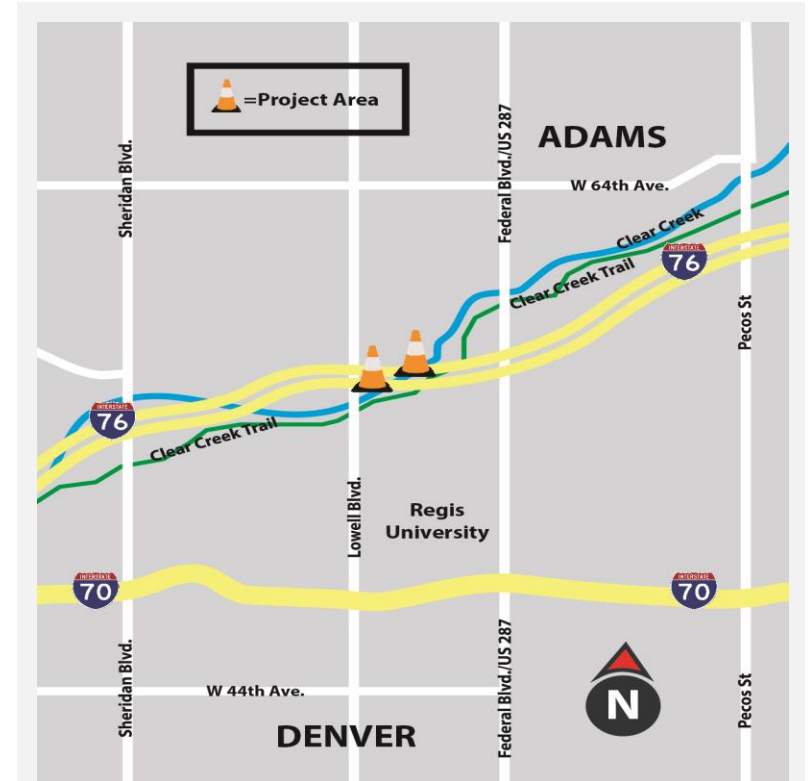 =Project Area
ADAMS
Sheridan Blvd.
Federal Blvd./US 287
W 64th Ave.
Clear Creek
INTERSTATE
76
Clear Creek Trail
Pecos St
INTERSTATE
76
Clear Creek Trail
Lowell Blvd.
Regis
University
INTERSTATE
70
INTERSTATE
70
Sheridan Blvd.
Federal Blvd./US 287
Pecos St
W 44th Ave.
N
DENVER